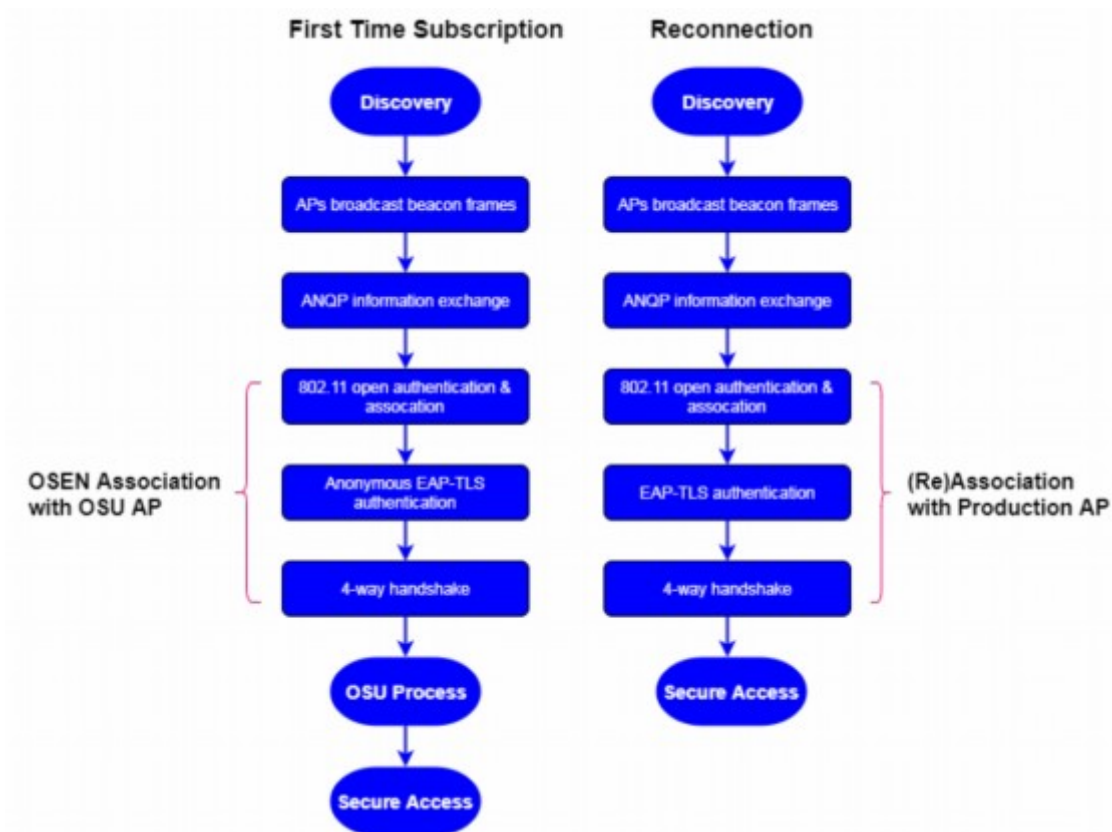 First Time Subscription
Discovery
APs broadcast beacon frames
ANQP information exchange
802.11 open authentication &
assocation
Anonymous EAP-TLS
authentication
4-way handshake
OSU Process
Secure Access
OSEN Association
with OSU AP
Reconnection
Discovery
APs broadcast beacon frames
ANQP information exchange
802.11 open authentication &
assocation
EAP-TLS authentication
4-way handshake
Secure Access
(Re)Association
with Production AP